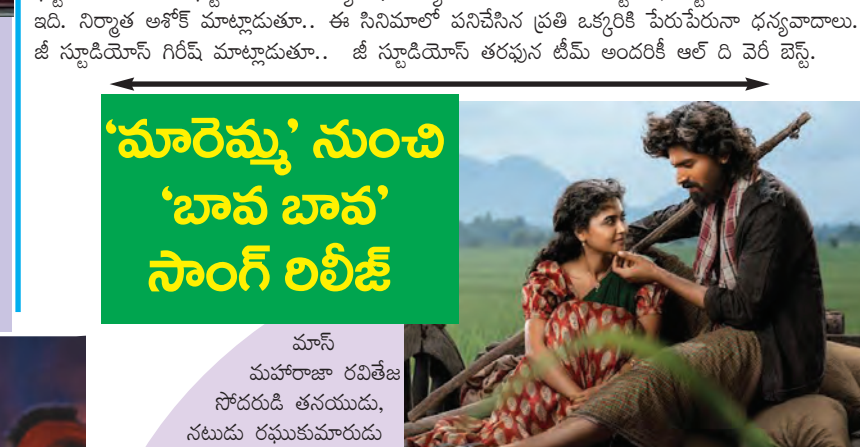 ఇది. నిర్మాత అశోక్ మాట్లాడుతూ.. ఈ సినిమాలో పనిచేసిన ప్రతి ఒక్కరికి పేరుపేరునా ధన్యవాదాలు.
జీ స్టూడియోస్ గిరీష్ మాట్లాడుతూ.. జీ స్టూడియోస్ తరఫున టీమ్ అందరికీ ఆల్ ది వెరీ బెస్ట్.
‘మారెమ్మ’ నుంచి
‘బావ బావ’
సాంగ్ రిలీజ్
మాస్
మహారాజా రవితేజ
సోదరుడి తనయుడు,
నటుడు రఘుకుమారుడు